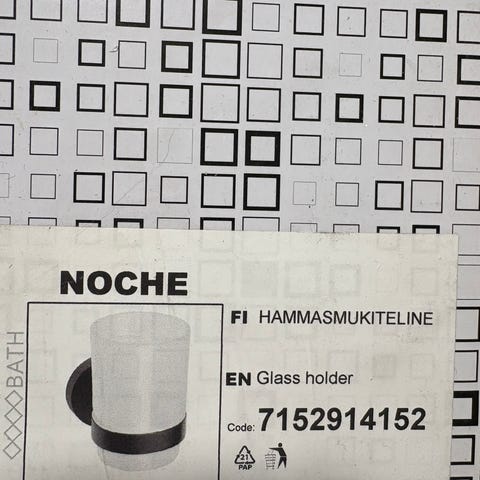 NOCHE
FI HAMMASMUKITELINE
EN Glass holder
Code: 7152914152
21
PAP
BATH